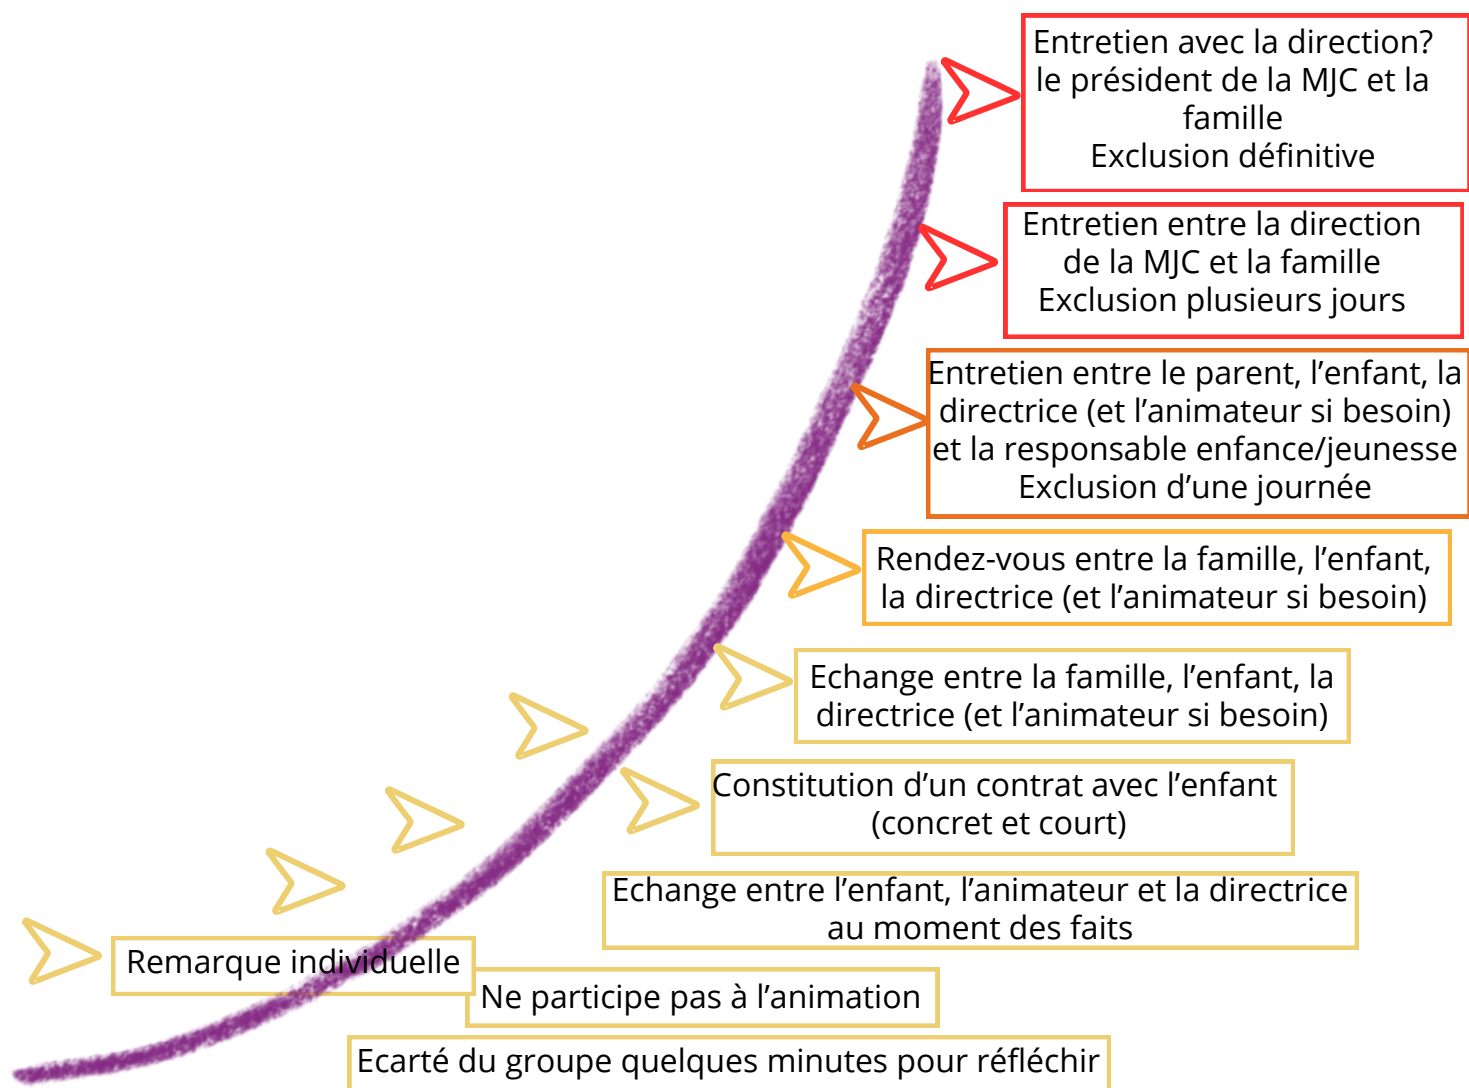 Entretien avec la direction?
le président de la MJC et la
famille
Exclusion définitive
Entretien entre la direction
de la MJC et la famille
Exclusion plusieurs jours
Entretien entre le parent, l’enfant, la
directrice (et l’animateur si besoin)
et la responsable enfance/jeunesse
Exclusion d’une journée
Rendez-vous entre la famille, l’enfant,
la directrice (et l’animateur si besoin)
Echange entre la famille, l’enfant, la
directrice (et l’animateur si besoin)
Constitution d’un contrat avec l’enfant
(concret et court)
Echange entre l’enfant, l’animateur et la directrice
au moment des faits
Remarque individuelle
Ne participe pas à l’animation
Ecarté du groupe quelques minutes pour réfléchir